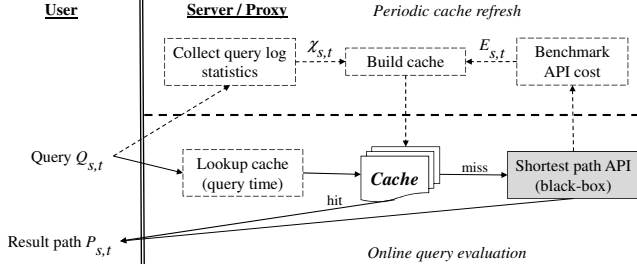 User
Server / Proxy
Periodic cache refresh
Collect query log
statistics
χs,t
Build cache
Es,t
Benchmark
API cost
Query Qs,t
Lookup cache
(query time)
Cache
miss
Shortest path API
(black-box)
hit
Result path Ps,t
Online query evaluation